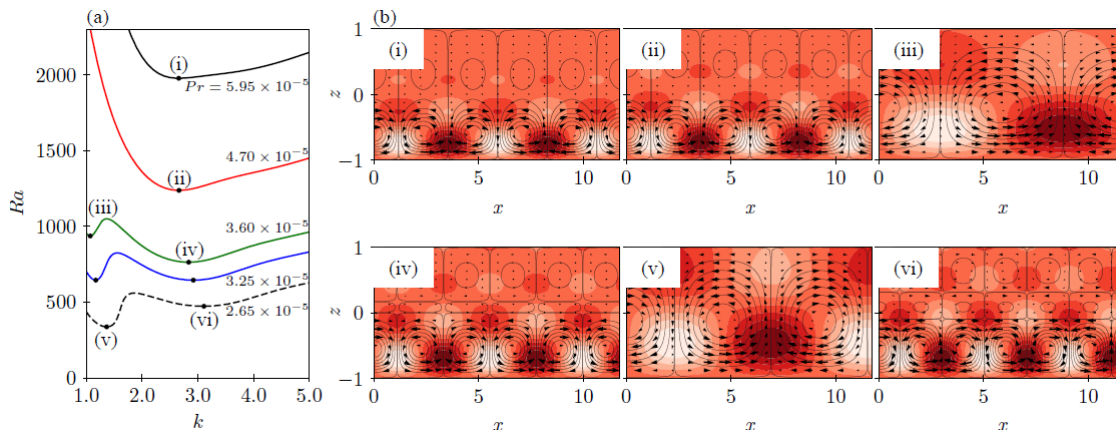 (a)
(b)
2000
1500
1000
500
0
Ra
1.0
2.0
3.0
4.0
5.0
k
(i)
Pr = 5.95 × 10⁻⁵
4.70 × 10⁻⁵
(ii)
(iii)
3.60 × 10⁻⁵
(iv)
3.25 × 10⁻⁵
2.65 × 10⁻⁵
(v)
(vi)
(i)
(ii)
(iii)
1
z
0
−1
0
5
10
0
5
10
0
5
10
x
x
x
(iv)
(v)
(vi)
1
z
0
−1
0
5
10
0
5
10
0
5
10
x
x
x